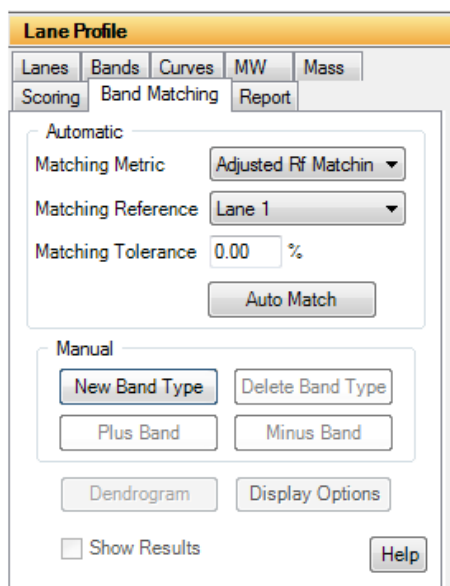 Lane Profile
Lanes Bands Curves MW Mass
Scoring Band Matching Report
Automatic
Matching Metric Adjusted Rf Matchin
Matching Reference Lane 1
Matching Tolerance 0.00 %
Auto Match
Manual
New Band Type Delete Band Type
Plus Band Minus Band
Dendrogram Display Options
Show Results Help